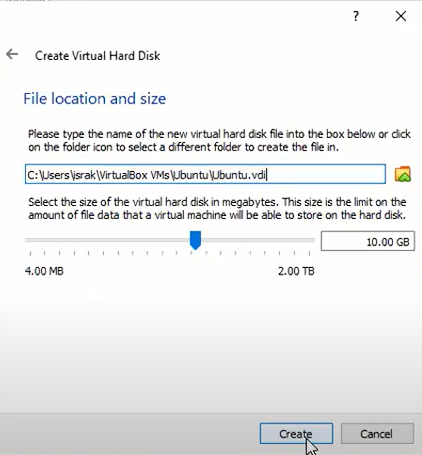 ?
Create Virtual Hard Disk
File location and size
Please type the name of the new virtual hard disk file into the box below or click
on the folder icon to select a different folder to create the file in.
C:\Users\israk\VirtualBox VMs\Ubuntu\Ubuntu.vdi
Select the size of the virtual hard disk in megabytes. This size is the limit on the
amount of file data that a virtual machine will be able to store on the hard disk.
10.00 GB
4.00 MB 2.00 TB
Create Cancel